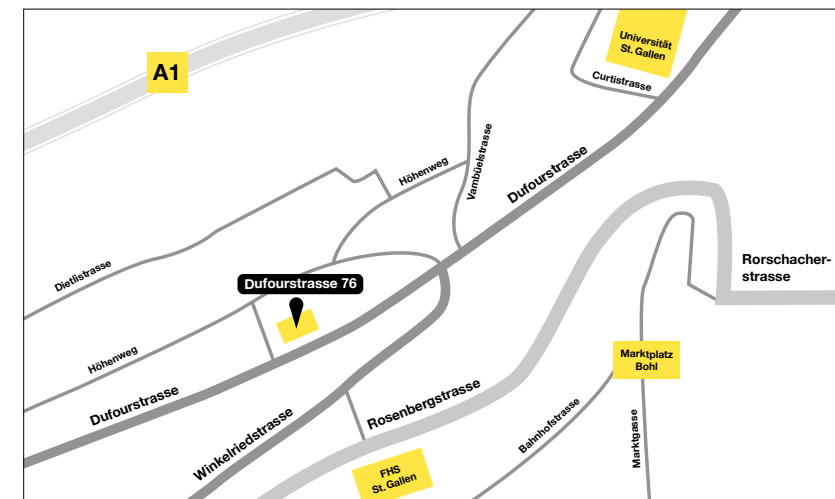 Universität
St. Gallen
A1
Curtistrasse
Höhenweg
Vambüelstrasse
Dufourstrasse
Dietlistrasse
Dufourstrasse 76
Rorschacher-
strasse
Höhenweg
Marktplatz
Bohl
Dufourstrasse
Rosenbergstrasse
Winkelriedstrasse
Bahnhofstrasse
Marktgasse
FHS
St. Gallen